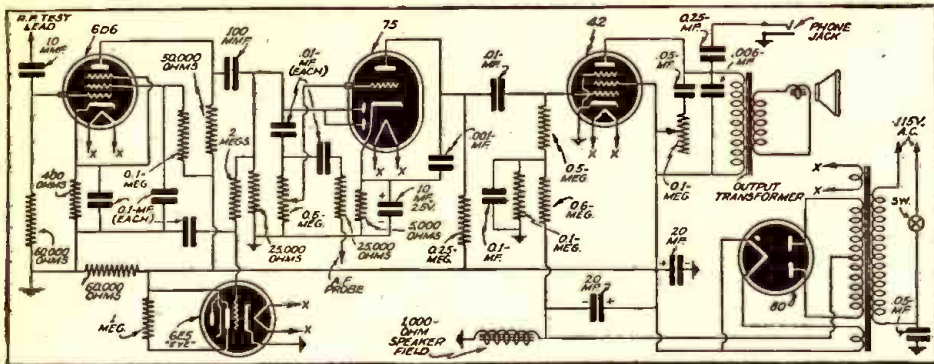 R.F. TEST
LEAD
10
MMF.
6D6
50,000
OHMS
100
MMF.
.01-
MF.
(EACH)
75
.01-
MF.
42
0.25-
MF.
PHONE
JACK
.05-
MF.
.006-
MF.
400
OHMS
0.1-
MEG.
0.1-MF.
(EACH)
2
MEGS.
0.5-
MEG.
10
MF.
25V.
.001-
MF.
0.5-
MEG.
0.1-
MEG.
OUTPUT
TRANSFORMER
115V.
A.C.
SW.
60,000
OHMS
25,000
OHMS
25,000
OHMS
5,000
OHMS
0.25-
MEG.
0.1-
MF.
0.6-
MEG.
0.1-
MEG.
60,000
OHMS
A.F.
PROBE
20
MF.
+
-
20
MF.
+
-
80
.05-
MF.
1
MEG.
6E5
"EYE"
1,000-
OHM
SPEAKER
FIELD
X
X
X
X
X
X
X
X
X
X